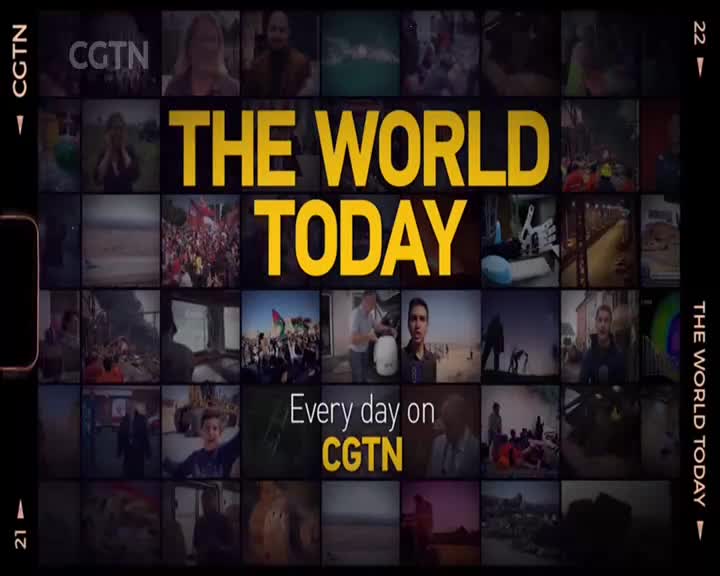 CGTN
CGTN
22
THE WORLD
TODAY
Every day on
CGTN
THE WORLD TODAY
21